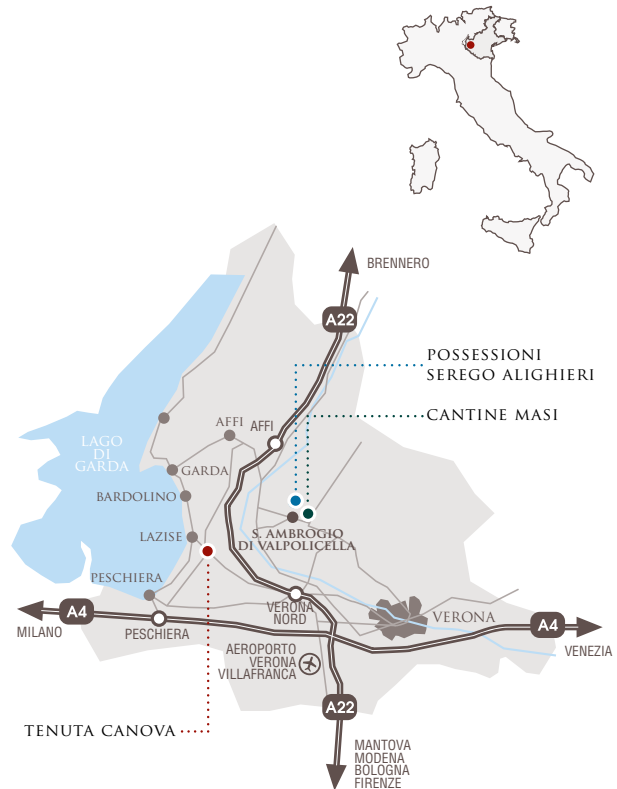 BRENNERO
A22
POSSESSIONI
SEREGO ALIGHIERI
CANTINE MASI
AFFI
AFFI
LAGO
DI
GARDA
GARDA
BARDOLINO
LAZISE
S. AMBROGIO
DI VALPOLICELLA
PESCHIERA
A4
MILANO
PESCHIERA
VERONA
NORD
VERONA
A4
VENEZIA
AEROPORTO
VERONA
VILLAFRANCA
A22
TENUTA CANOVA
MANTOVA
MODENA
BOLOGNA
FIRENZE